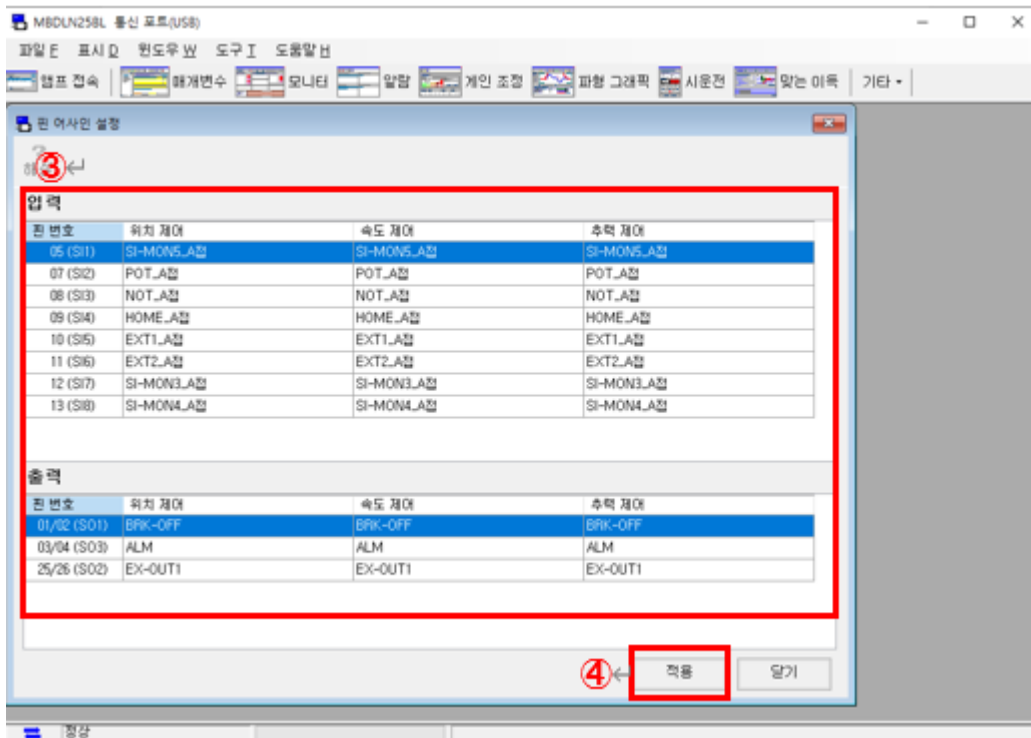 MBDLN25BL 통신 포트(USB)
파일 F 표시 D 윈도우 W 도구 T 도움말 H
앰프 접속 매개변수 모니터 알람 게인 조정 파형 그래픽 시운전 맞는 이득 기타
핀 어사인 설정
③
입력
핀 번호 위치 제어 속도 제어 추력 제어
05 (SI1) SI-MON5_A접 SI-MON5_A접 SI-MON5_A접
07 (SI2) POT_A접 POT_A접 POT_A접
08 (SI3) NOT_A접 NOT_A접 NOT_A접
09 (SI4) HOME_A접 HOME_A접 HOME_A접
10 (SI5) EXT1_A접 EXT1_A접 EXT1_A접
11 (SI6) EXT2_A접 EXT2_A접 EXT2_A접
12 (SI7) SI-MON3_A접 SI-MON3_A접 SI-MON3_A접
13 (SI8) SI-MON4_A접 SI-MON4_A접 SI-MON4_A접
출력
핀 번호 위치 제어 속도 제어 추력 제어
01/02 (SO1) BRK-OFF BRK-OFF BRK-OFF
03/04 (SO3) ALM ALM ALM
25/26 (SO2) EX-OUT1 EX-OUT1 EX-OUT1
④ 적용 닫기
정상